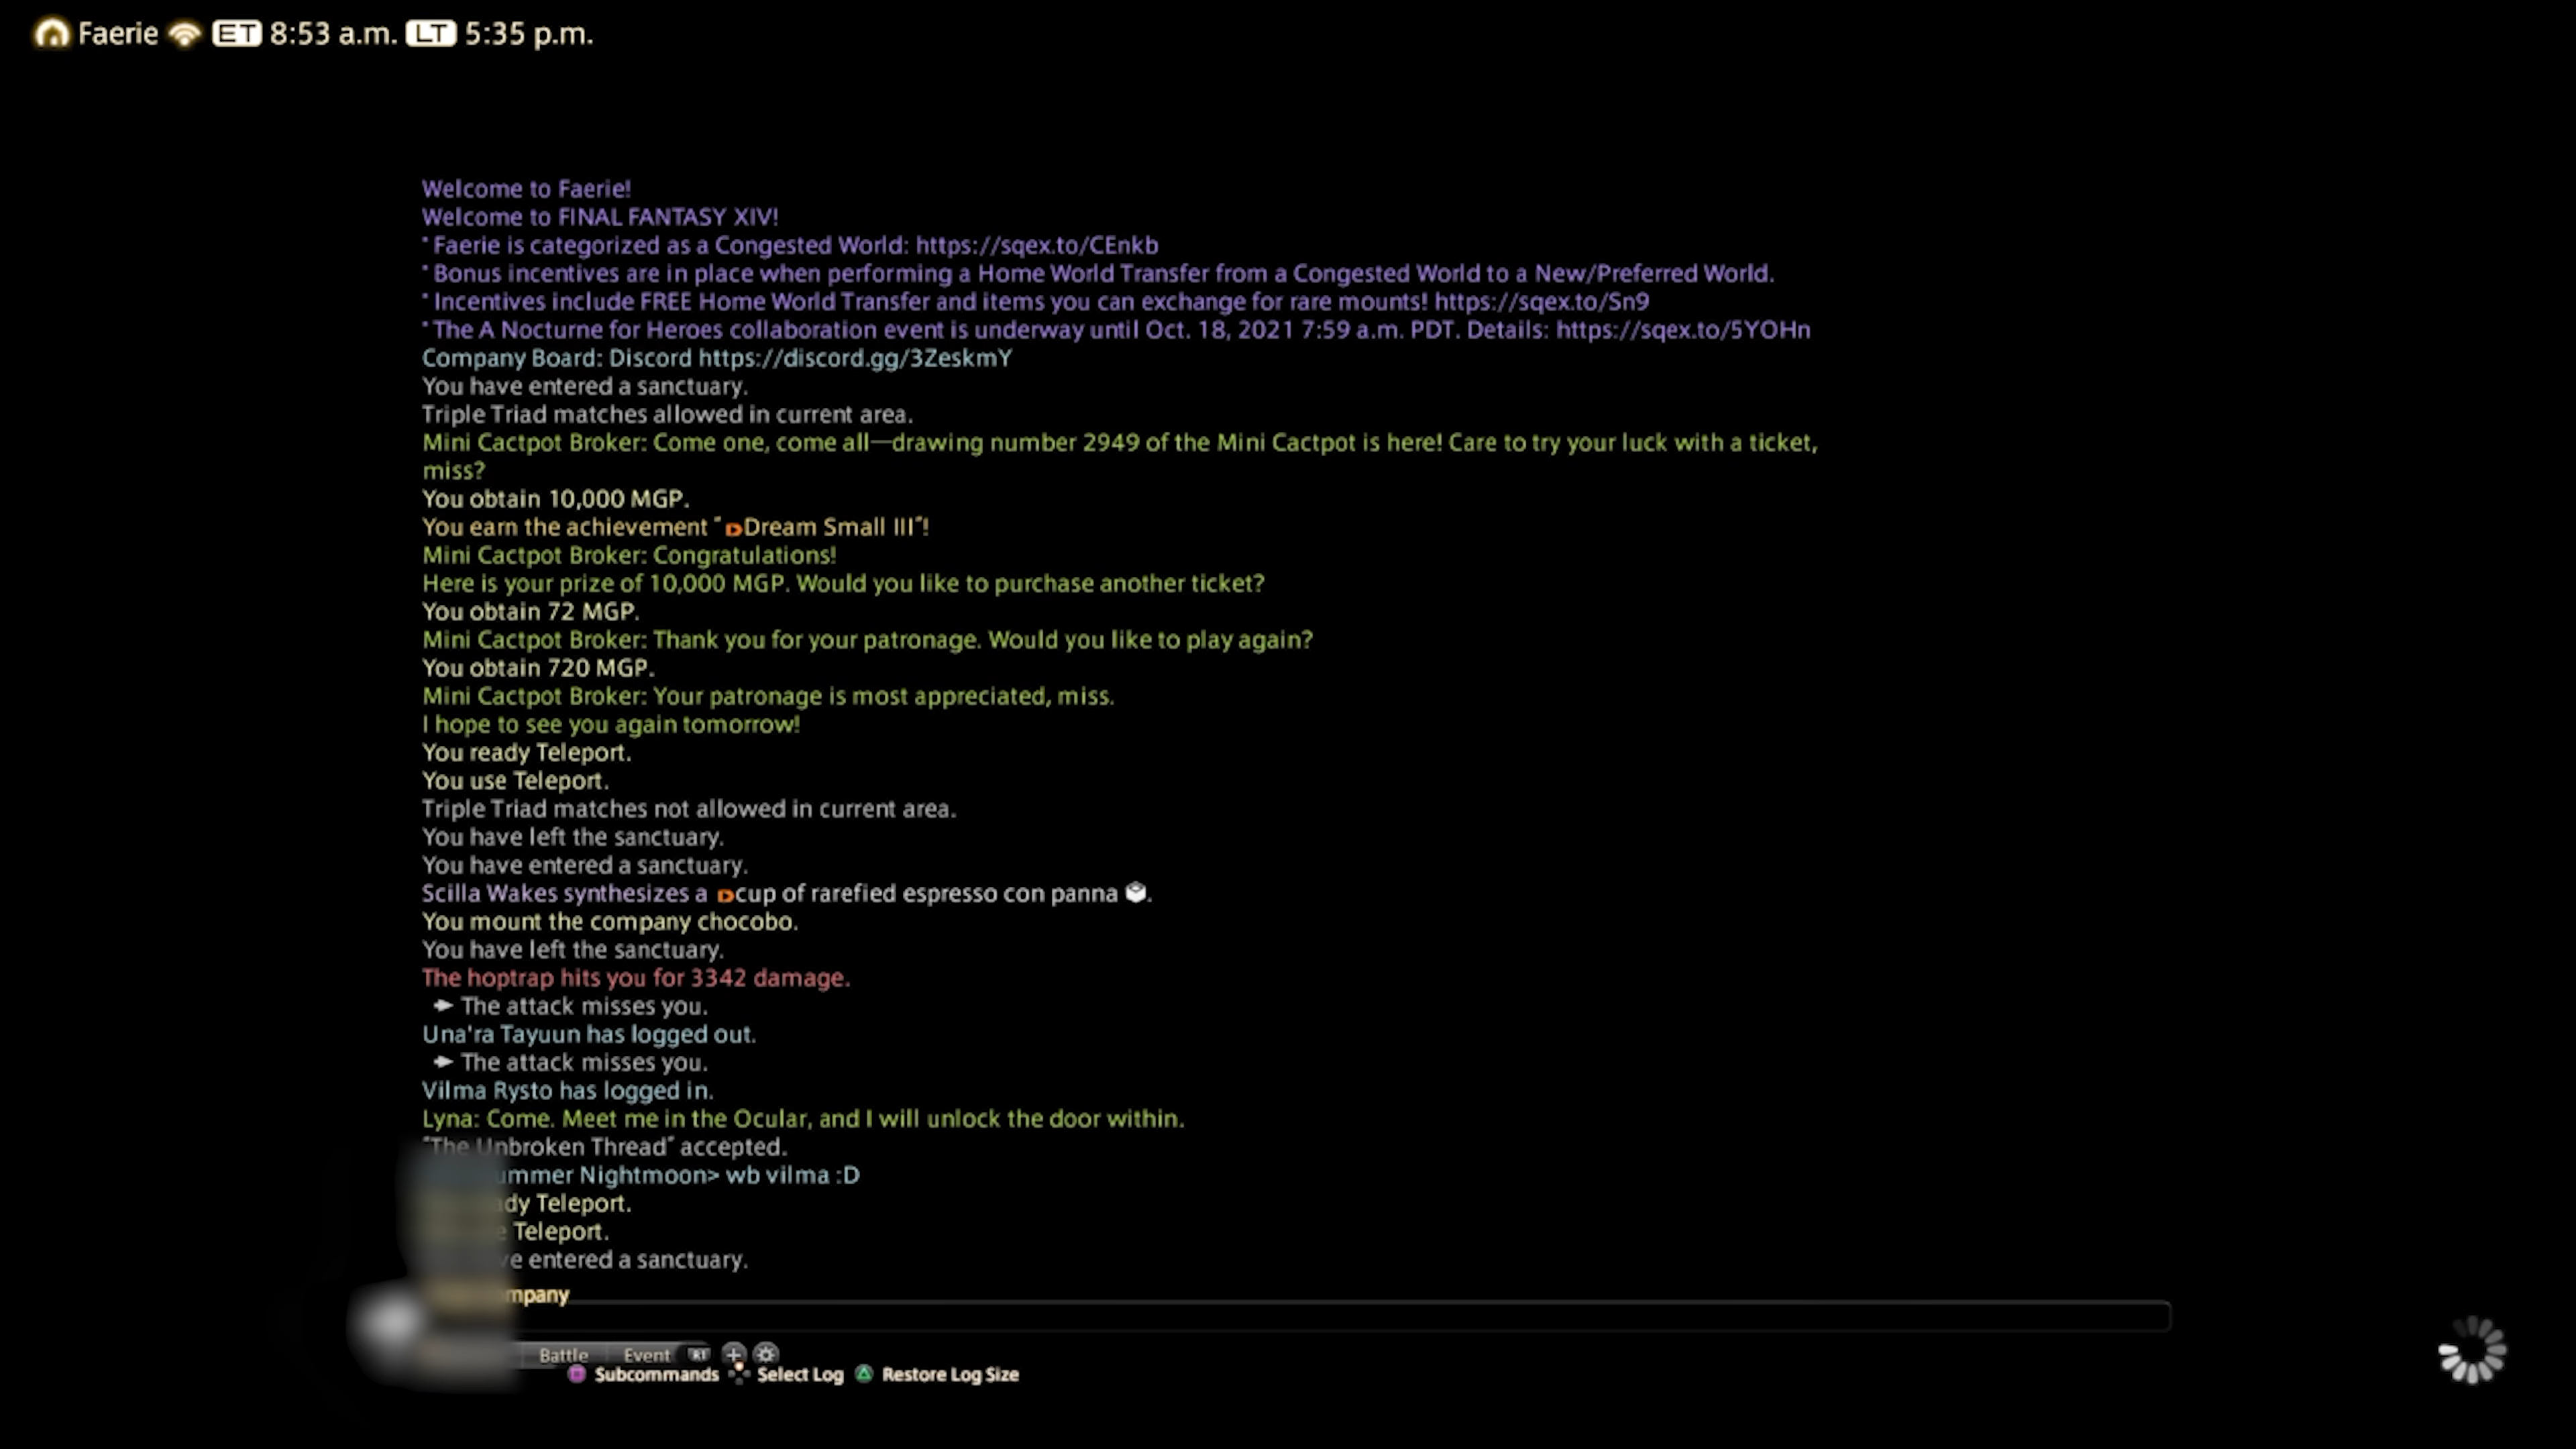 Faerie ET 8:53 a.m. LT 5:35 p.m.
Welcome to Faerie!
Welcome to FINAL FANTASY XIV!
*Faerie is categorized as a Congested World: https://sqex.to/CEnkb
*Bonus incentives are in place when performing a Home World Transfer from a Congested World to a New/Preferred World.
*Incentives include FREE Home World Transfer and items you can exchange for rare mounts! https://sqex.to/Sn9
*The A Nocturne for Heroes collaboration event is underway until Oct. 18, 2021 7:59 a.m. PDT. Details: https://sqex.to/5YOHn
Company Board: Discord https://discord.gg/3ZeskmY
You have entered a sanctuary.
Triple Triad matches allowed in current area.
Mini Cactpot Broker: Come one, come all—drawing number 2949 of the Mini Cactpot is here! Care to try your luck with a ticket,
miss?
You obtain 10,000 MGP.
You earn the achievement "Dream Small III"!
Mini Cactpot Broker: Congratulations!
Here is your prize of 10,000 MGP. Would you like to purchase another ticket?
You obtain 72 MGP.
Mini Cactpot Broker: Thank you for your patronage. Would you like to play again?
You obtain 720 MGP.
Mini Cactpot Broker: Your patronage is most appreciated, miss.
I hope to see you again tomorrow!
You ready Teleport.
You use Teleport.
Triple Triad matches not allowed in current area.
You have left the sanctuary.
You have entered a sanctuary.
Scilla Wakes synthesizes a cup of rarefied espresso con panna.
You mount the company chocobo.
You have left the sanctuary.
The hoptrap hits you for 3342 damage.
The attack misses you.
Una'ra Tayuun has logged out.
The attack misses you.
Vilma Rysto has logged in.
Lyna: Come. Meet me in the Ocular, and I will unlock the door within.
"The Unbroken Thread" accepted.
Nightmoon> wb vilma :D
Teleport.
Teleport.
entered a sanctuary.
Battle Event R1
Subcommands Select Log Restore Log Size